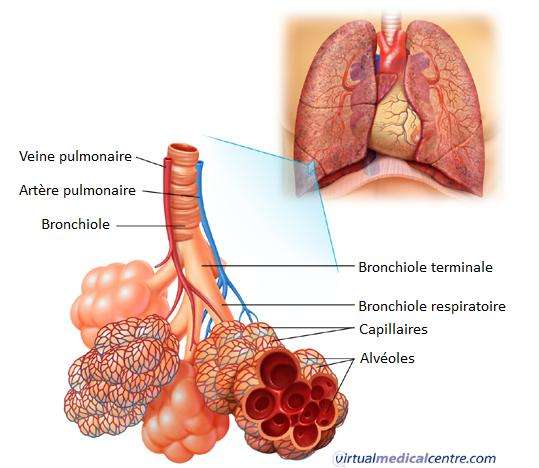 Veine pulmonaire
Artère pulmonaire
Bronchiole
Bronchiole terminale
Bronchiole respiratoire
Capillaires
Alvéoles
virtualmedicalcentre.com